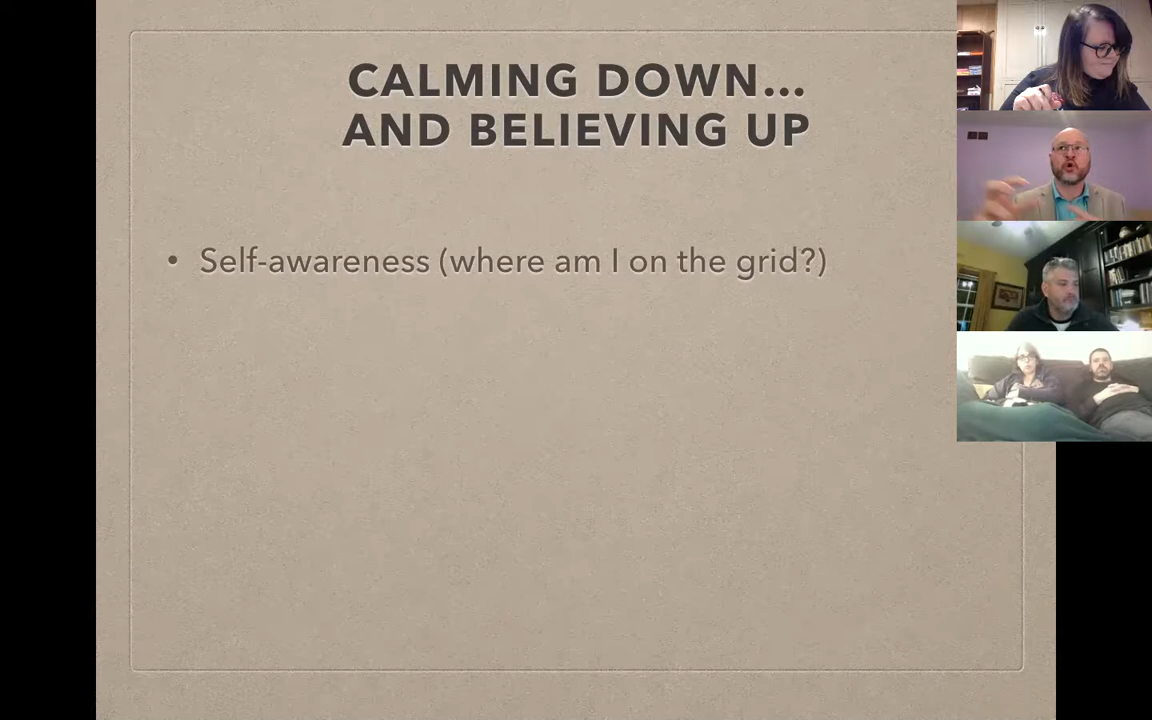 CALMING DOWN...
AND BELIEVING UP
• Self-awareness (where am I on the grid?)